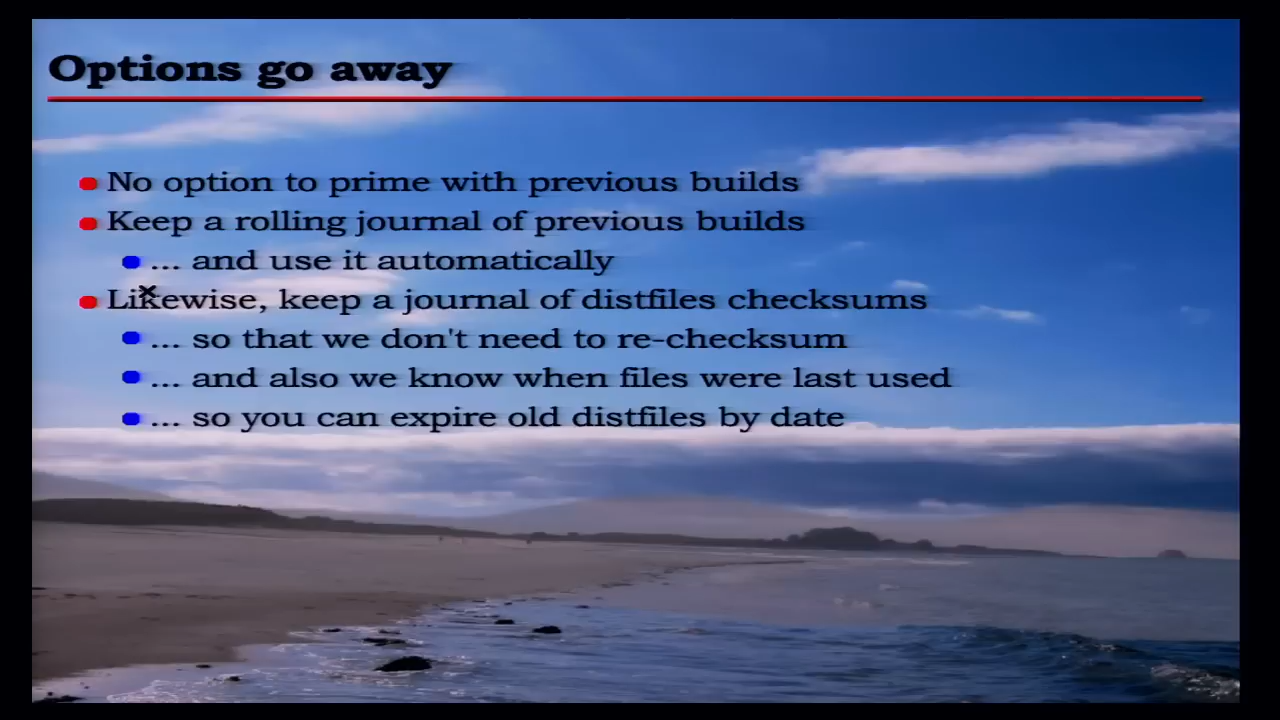 Options go away
No option to prime with previous builds
Keep a rolling journal of previous builds
... and use it automatically
Likewise, keep a journal of distfiles checksums
... so that we don't need to re-checksum
... and also we know when files were last used
... so you can expire old distfiles by date